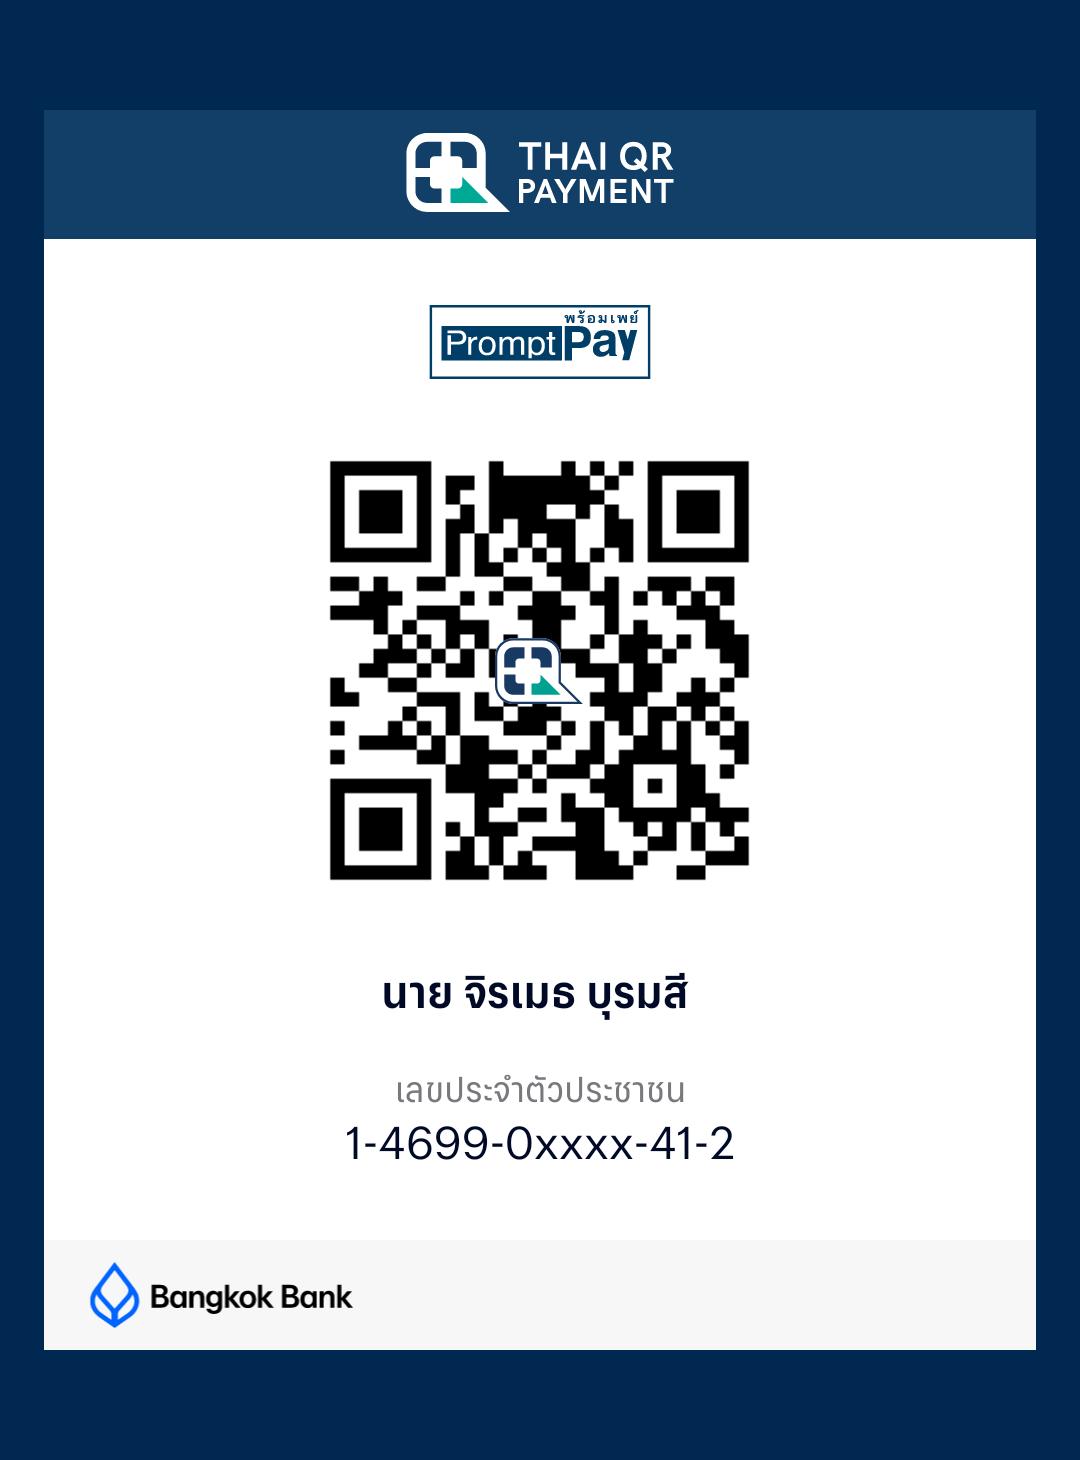 THAI QR
PAYMENT
พร้อมเพย์
PromptPay
นาย จิรเมธ บุรมสี
เลขประจำตัวประชาชน
1-4699-0xxxx-41-2
Bangkok Bank